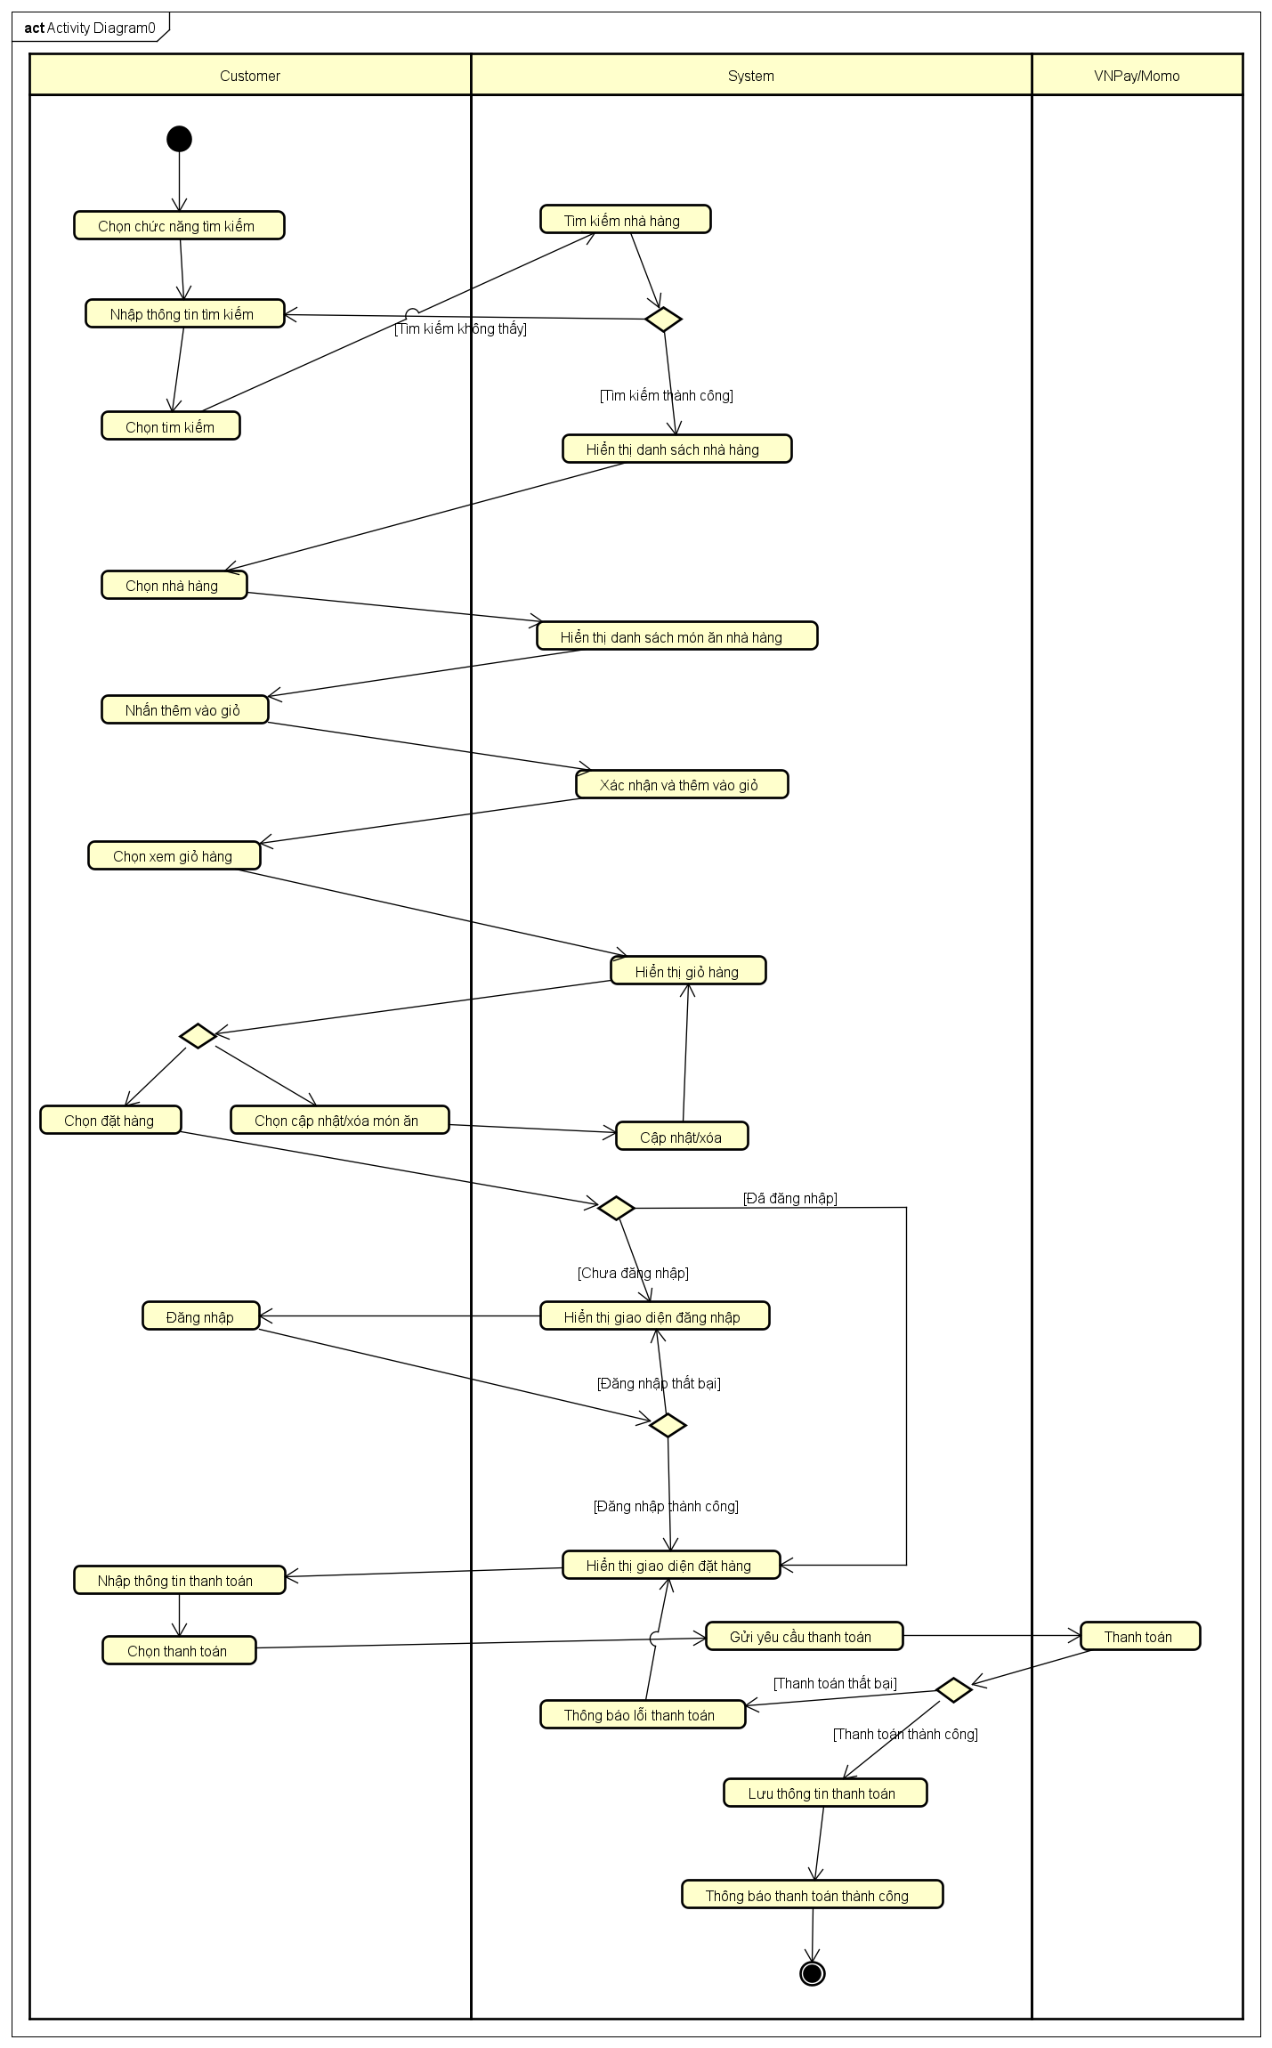 act Activity Diagram0
Customer
System
VNPay/Momo
Chọn chức năng tìm kiếm
Tìm kiếm nhà hàng
Nhập thông tin tìm kiếm
[Tìm kiếm không thấy]
[Tìm kiếm thành công]
Chọn tìm kiếm
Hiển thị danh sách nhà hàng
Chọn nhà hàng
Hiển thị danh sách món ăn nhà hàng
Nhấn thêm vào giỏ
Xác nhận và thêm vào giỏ
Chọn xem giỏ hàng
Hiển thị giỏ hàng
Chọn đặt hàng
Chọn cập nhật/xóa món ăn
Cập nhật/xóa
[Đã đăng nhập]
[Chưa đăng nhập]
Đăng nhập
Hiển thị giao diện đăng nhập
[Đăng nhập thất bại]
[Đăng nhập thành công]
Hiển thị giao diện đặt hàng
Nhập thông tin thanh toán
Chọn thanh toán
Gửi yêu cầu thanh toán
Thanh toán
[Thanh toán thất bại]
Thông báo lỗi thanh toán
[Thanh toán thành công]
Lưu thông tin thanh toán
Thông báo thanh toán thành công